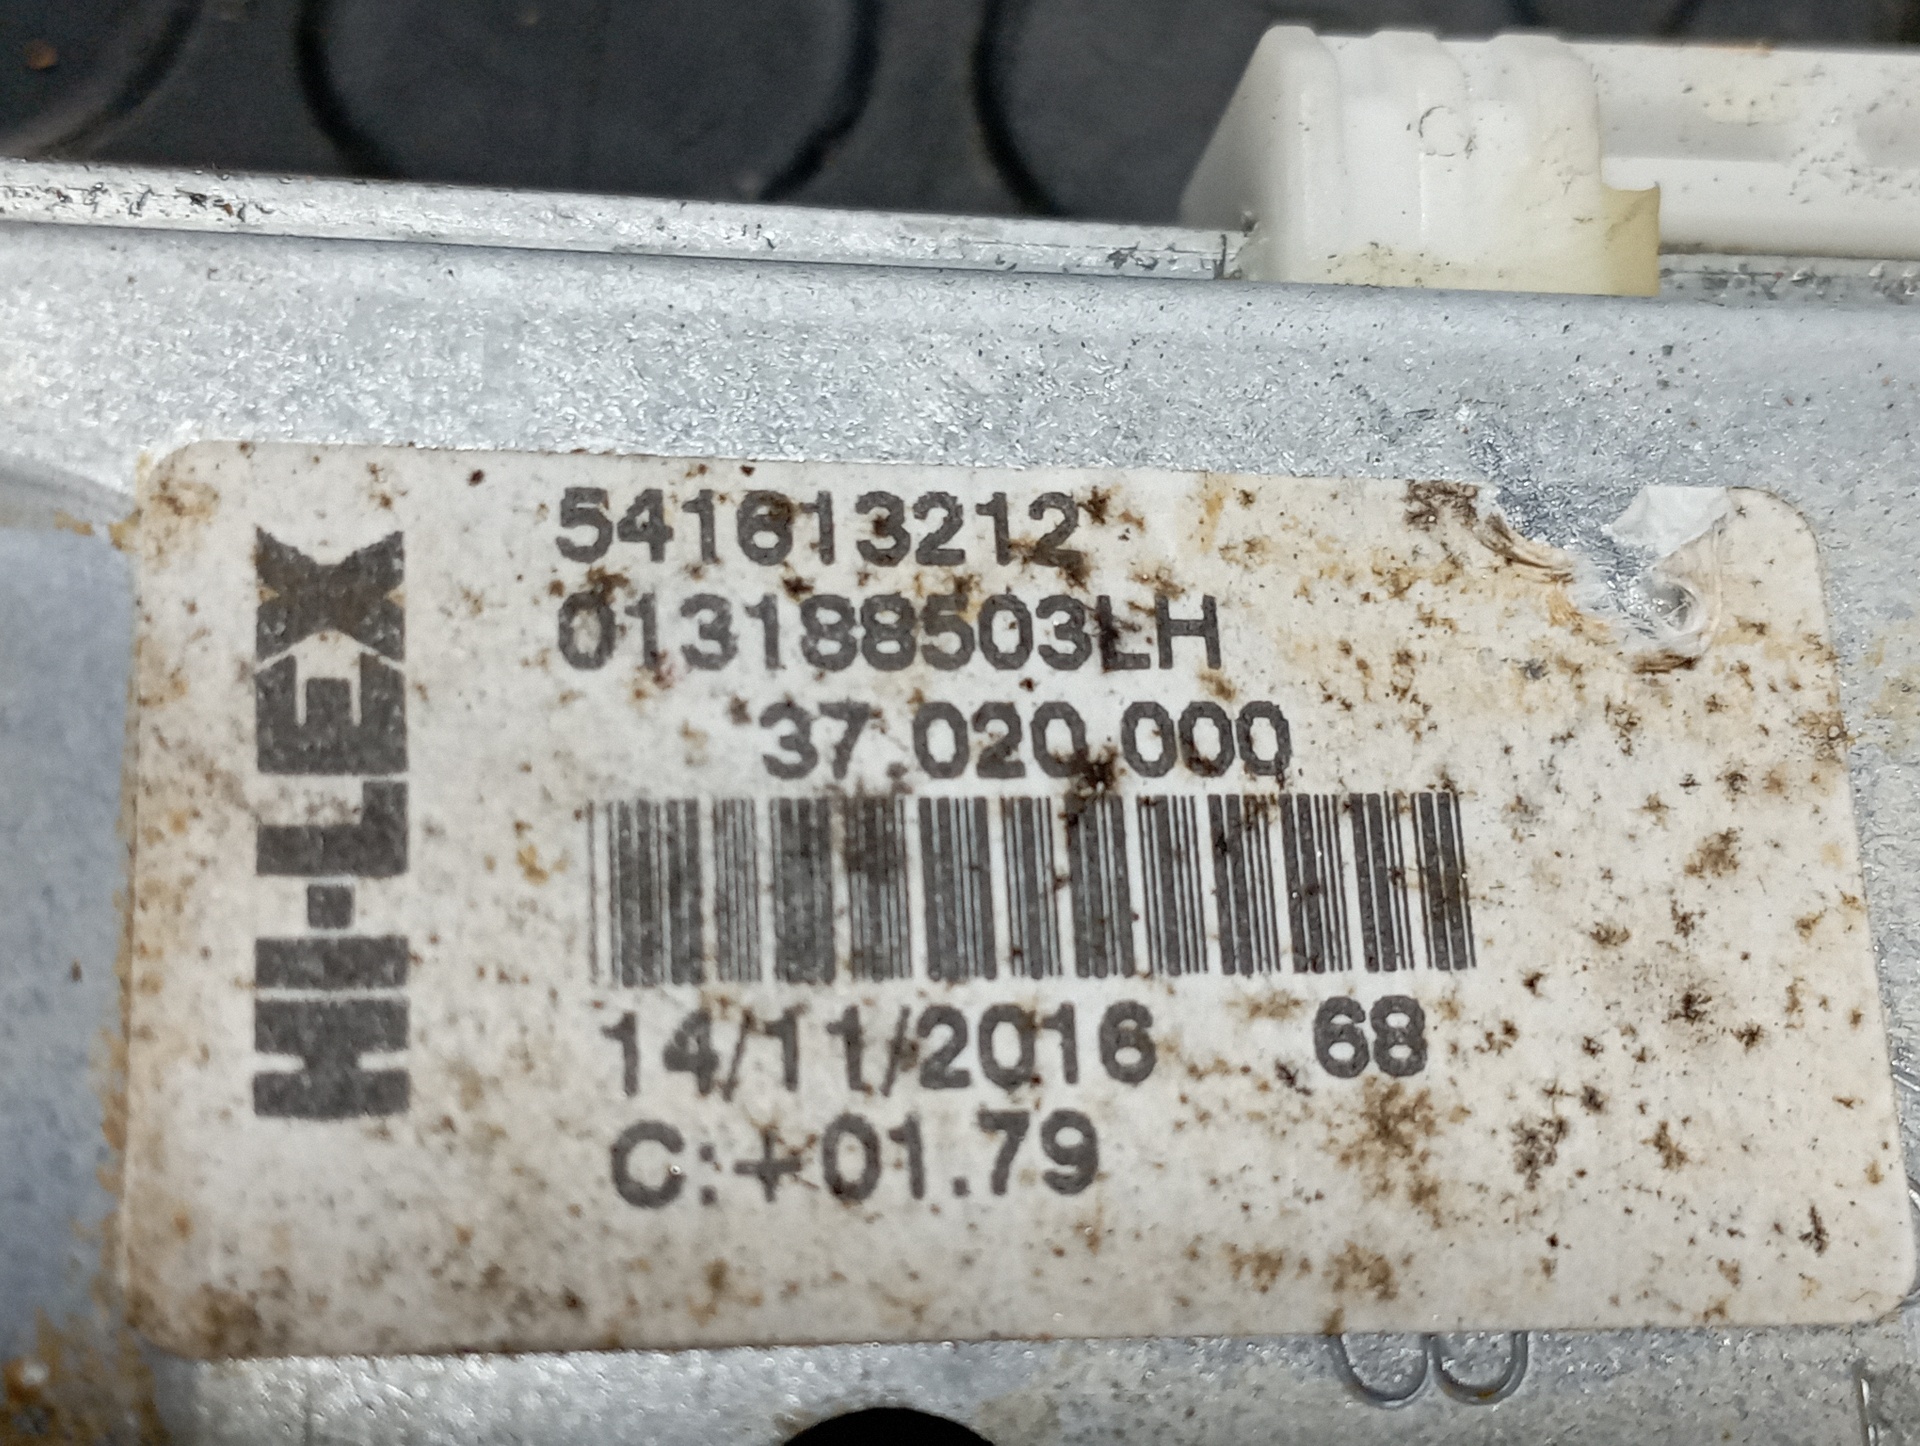 HI-LEX
541613212
013188503LH
37.020.000
14/11/2016 68
C:+01.79